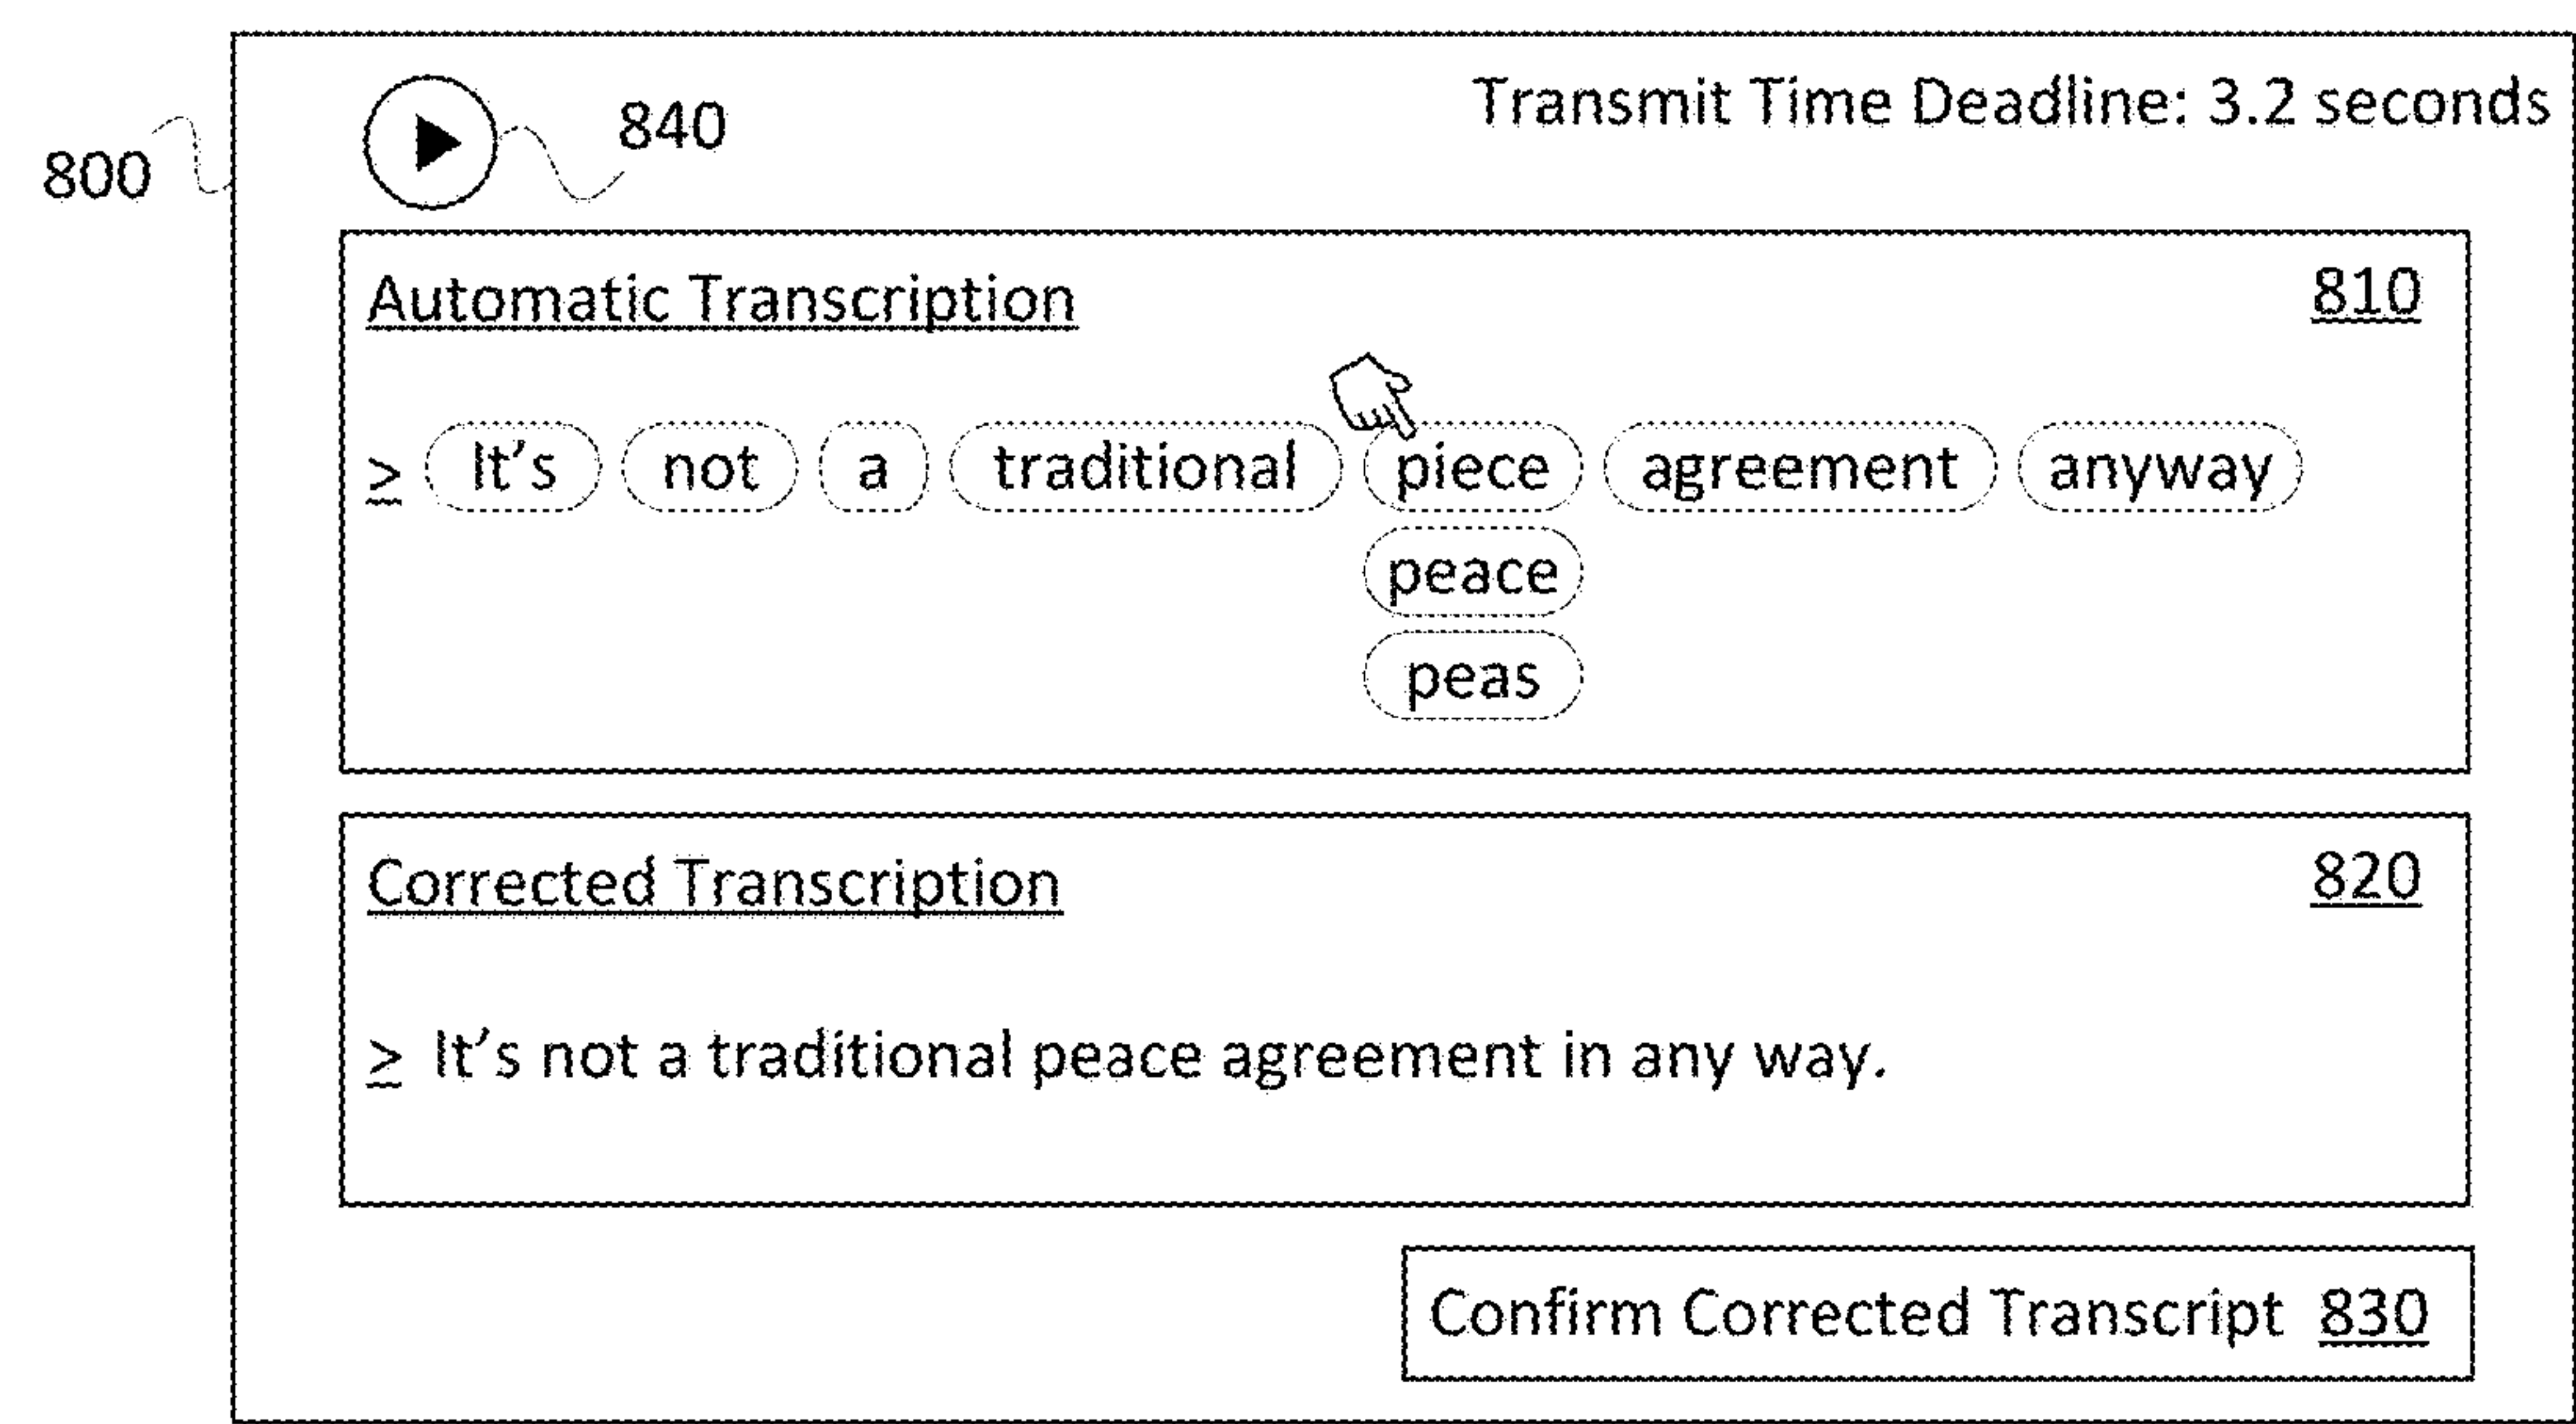 Transmit Time Deadline: 3.2 seconds
840
800
Automatic Transcription 810
≥ It's not a traditional piece agreement anyway
peace
peas
Corrected Transcription 820
≥ It's not a traditional peace agreement in any way.
Confirm Corrected Transcript 830